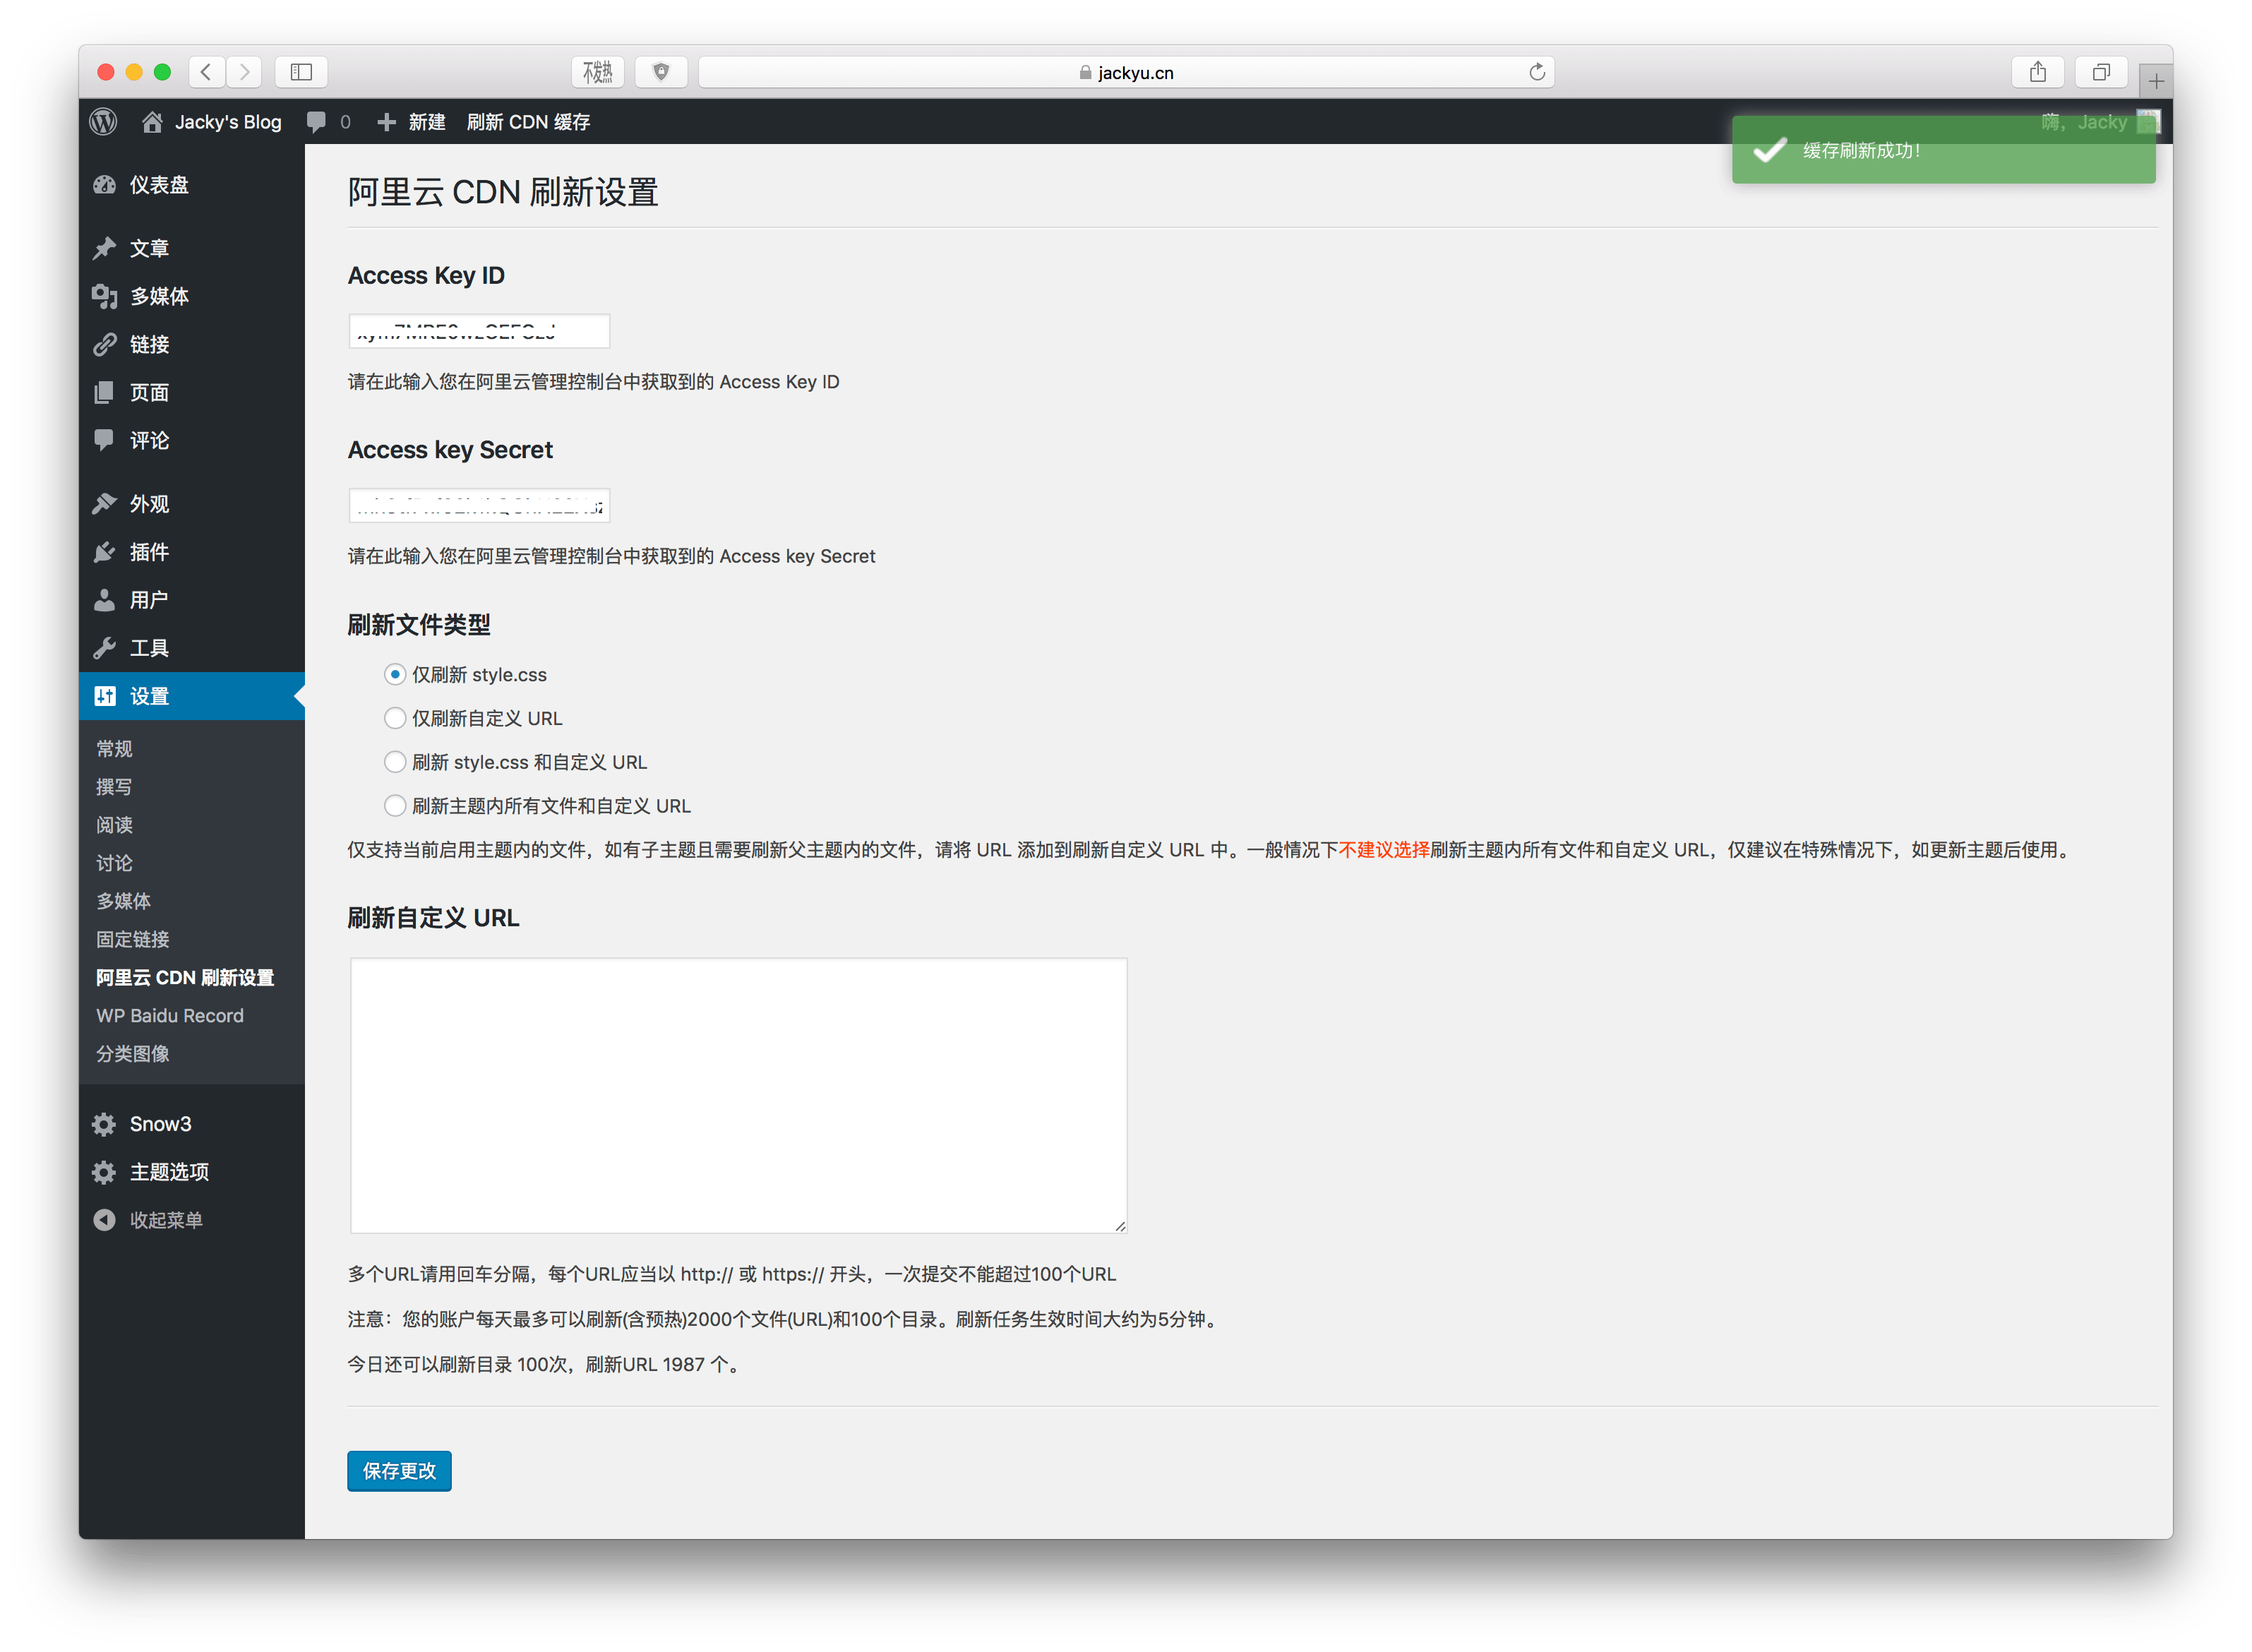 不发热
jackyu.cn
Jacky's Blog
0
新建
刷新 CDN 缓存
嗨，Jacky
缓存刷新成功！
仪表盘
文章
多媒体
链接
页面
评论
外观
插件
用户
工具
设置
常规
撰写
阅读
讨论
多媒体
固定链接
阿里云 CDN 刷新设置
WP Baidu Record
分类图像
Snow3
主题选项
收起菜单
阿里云 CDN 刷新设置
Access Key ID
请在此输入您在阿里云管理控制台中获取到的 Access Key ID
Access key Secret
请在此输入您在阿里云管理控制台中获取到的 Access key Secret
刷新文件类型
仅刷新 style.css
仅刷新自定义 URL
刷新 style.css 和自定义 URL
刷新主题内所有文件和自定义 URL
仅支持当前启用主题内的文件，如有子主题且需要刷新父主题内的文件，请将 URL 添加到刷新自定义 URL 中。一般情况下不建议选择刷新主题内所有文件和自定义 URL，仅建议在特殊情况下，如更新主题后使用。
刷新自定义 URL
多个URL请用回车分隔，每个URL应当以 http:// 或 https:// 开头，一次提交不能超过100个URL
注意：您的账户每天最多可以刷新(含预热)2000个文件(URL)和100个目录。刷新任务生效时间大约为5分钟。
今日还可以刷新目录 100次，刷新URL 1987 个。
保存更改